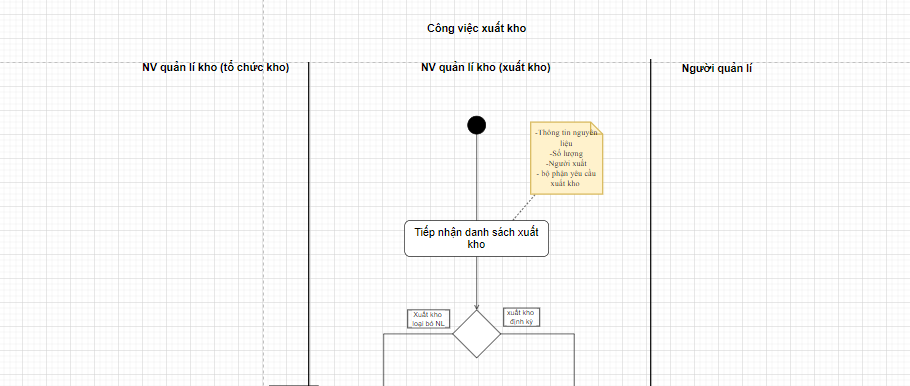 Công việc xuất kho
NV quản lí kho (tổ chức kho)
NV quản lí kho (xuất kho)
Người quản lí
-Thông tin nguyên
liệu
-Số lượng
-Người xuất
- bộ phận yêu cầu
xuất kho
Tiếp nhận danh sách xuất
kho
Xuất kho
loại bỏ NL
xuất kho
định kỳ